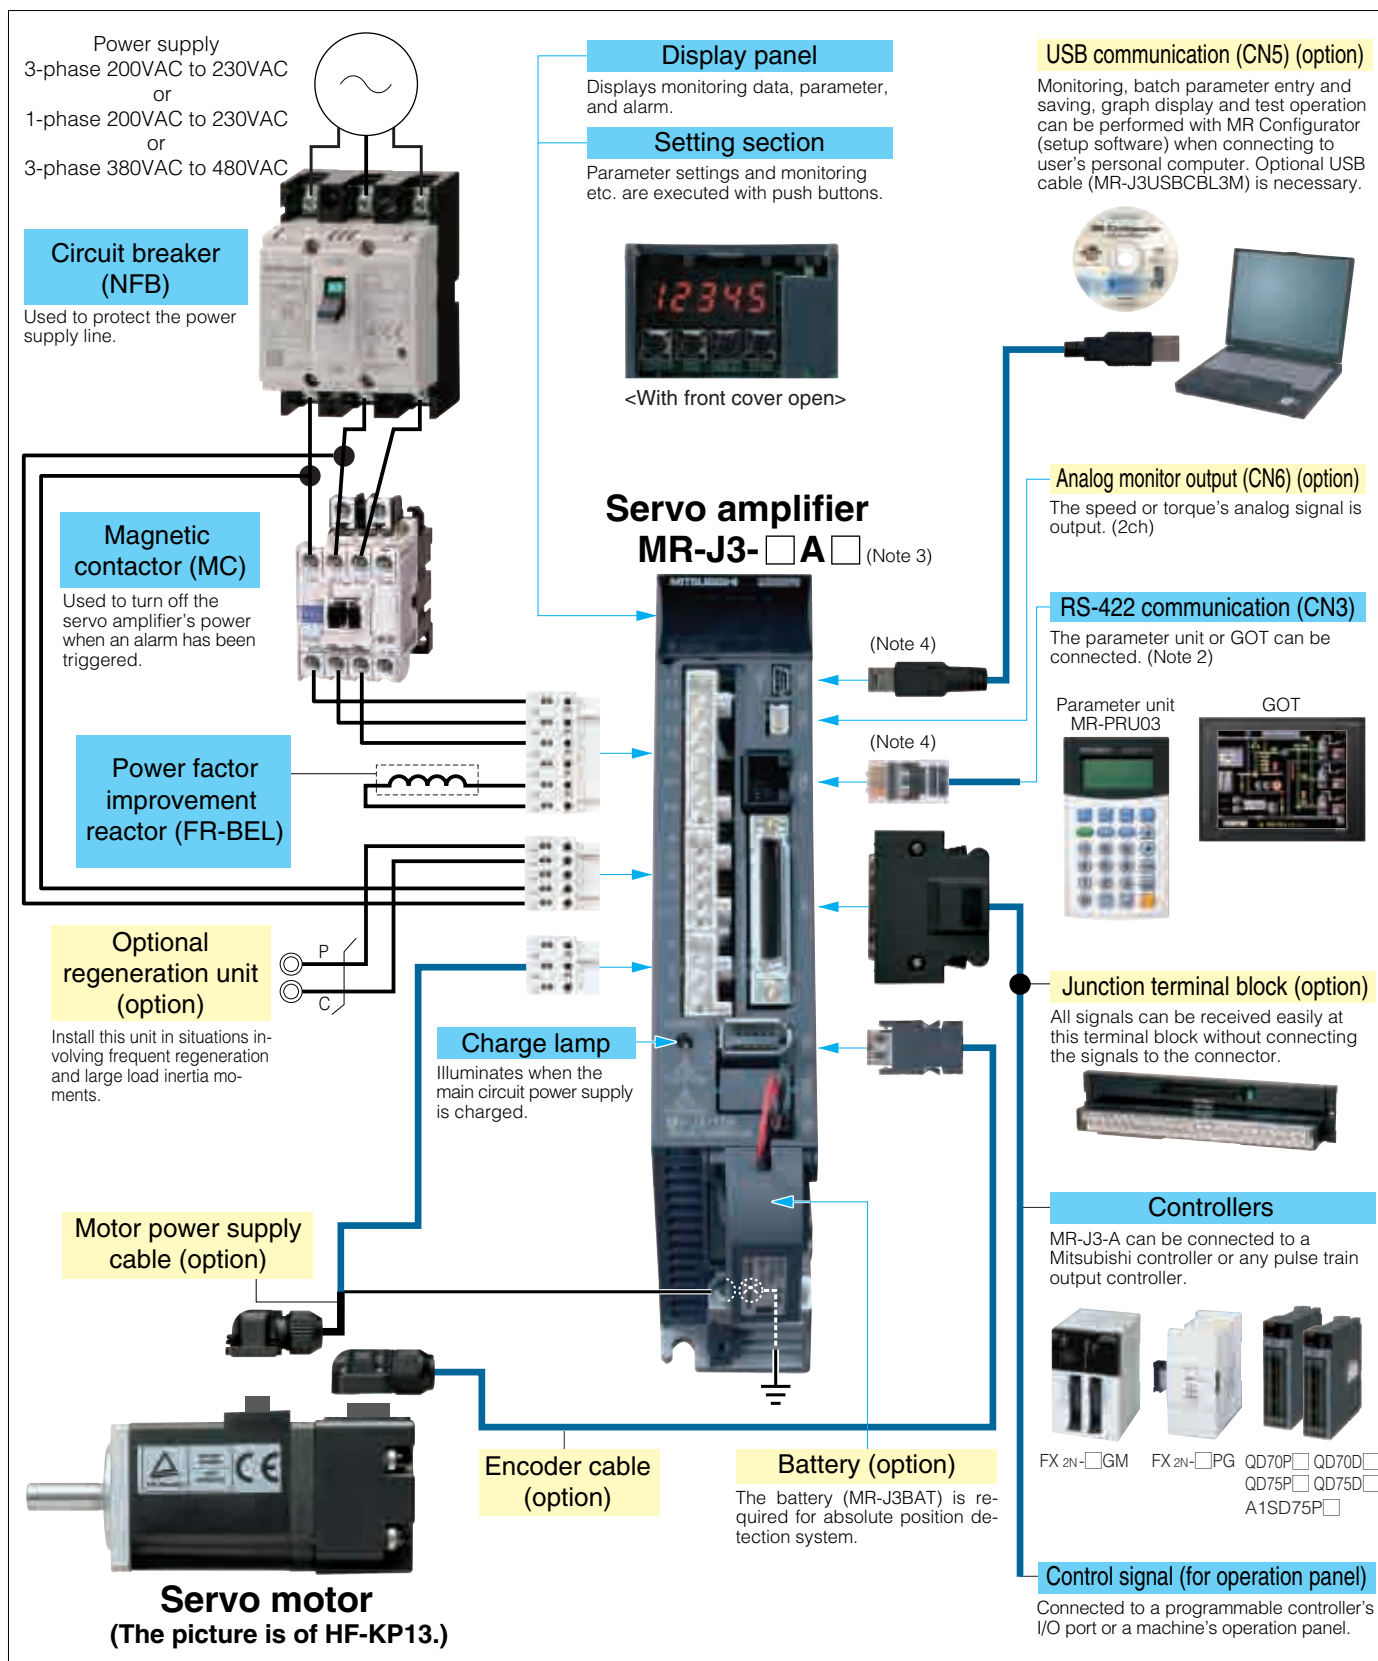 Power supply
3-phase 200VAC to 230VAC
or
1-phase 200VAC to 230VAC
or
3-phase 380VAC to 480VAC
Circuit breaker
(NFB)
Used to protect the power
supply line.
Magnetic
contactor (MC)
Used to turn off the
servo amplifier's power
when an alarm has been
triggered.
Power factor
improvement
reactor (FR-BEL)
Optional
regeneration unit
(option)
P
C
Install this unit in situations in-
volving frequent regeneration
and large load inertia mo-
ments.
Display panel
Displays monitoring data, parameter,
and alarm.
Setting section
Parameter settings and monitoring
etc. are executed with push buttons.
12345
<With front cover open>
Servo amplifier
MR-J3-□A□ (Note 3)
MITSUBISHI
Charge lamp
Illuminates when the
main circuit power supply
is charged.
USB communication (CN5) (option)
Monitoring, batch parameter entry and
saving, graph display and test operation
can be performed with MR Configurator
(setup software) when connecting to
user's personal computer. Optional USB
cable (MR-J3USBCBL3M) is necessary.
Analog monitor output (CN6) (option)
The speed or torque's analog signal is
output. (2ch)
RS-422 communication (CN3)
The parameter unit or GOT can be
connected. (Note 2)
(Note 4)
(Note 4)
Parameter unit
MR-PRU03
GOT
Junction terminal block (option)
All signals can be received easily at
this terminal block without connecting
the signals to the connector.
Controllers
MR-J3-A can be connected to a
Mitsubishi controller or any pulse train
output controller.
FX 2N-□GM
FX 2N-□PG
QD70P□ QD70D□
QD75P□ QD75D□
A1SD75P□
Control signal (for operation panel)
Connected to a programmable controller's
I/O port or a machine's operation panel.
Motor power supply
cable (option)
CE
Encoder cable
(option)
Battery (option)
The battery (MR-J3BAT) is re-
quired for absolute position de-
tection system.
Servo motor
(The picture is of HF-KP13.)